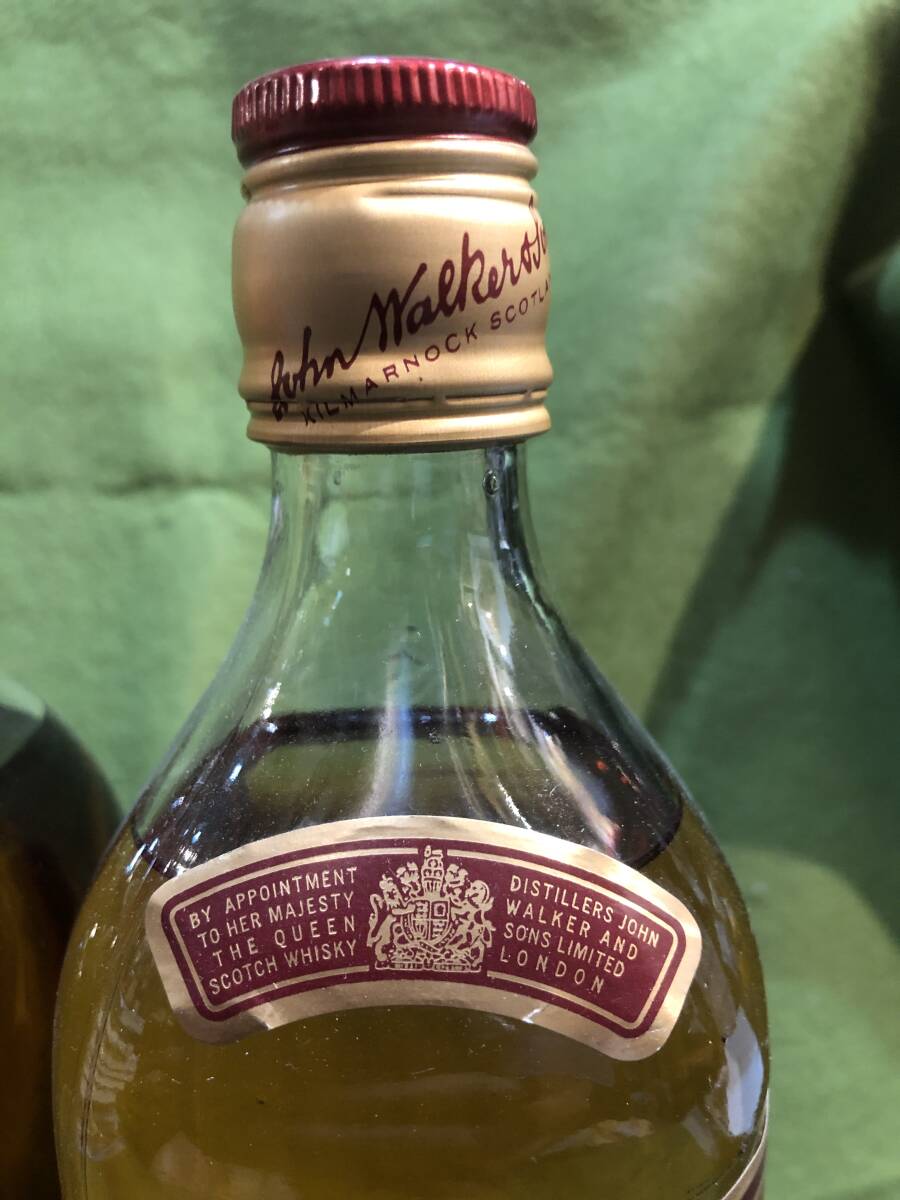 John Walker & Sons
KILMARNOCK SCOTLA
BY APPOINTMENT
TO HER MAJESTY
THE QUEEN
SCOTCH WHISKY
DISTILLERS JOHN
WALKER AND
SONS LIMITED
LONDON